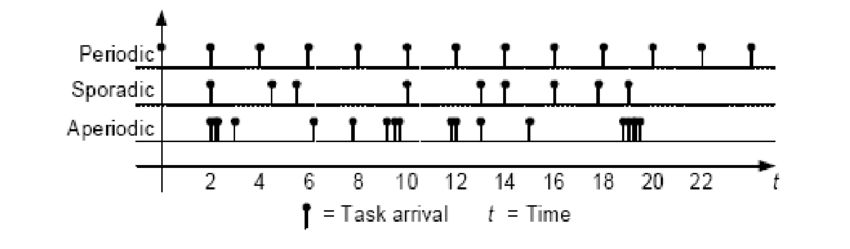 Periodic
Sporadic
Aperiodic
2 4 6 8 10 12 14 16 18 20 22 t
= Task arrival t = Time